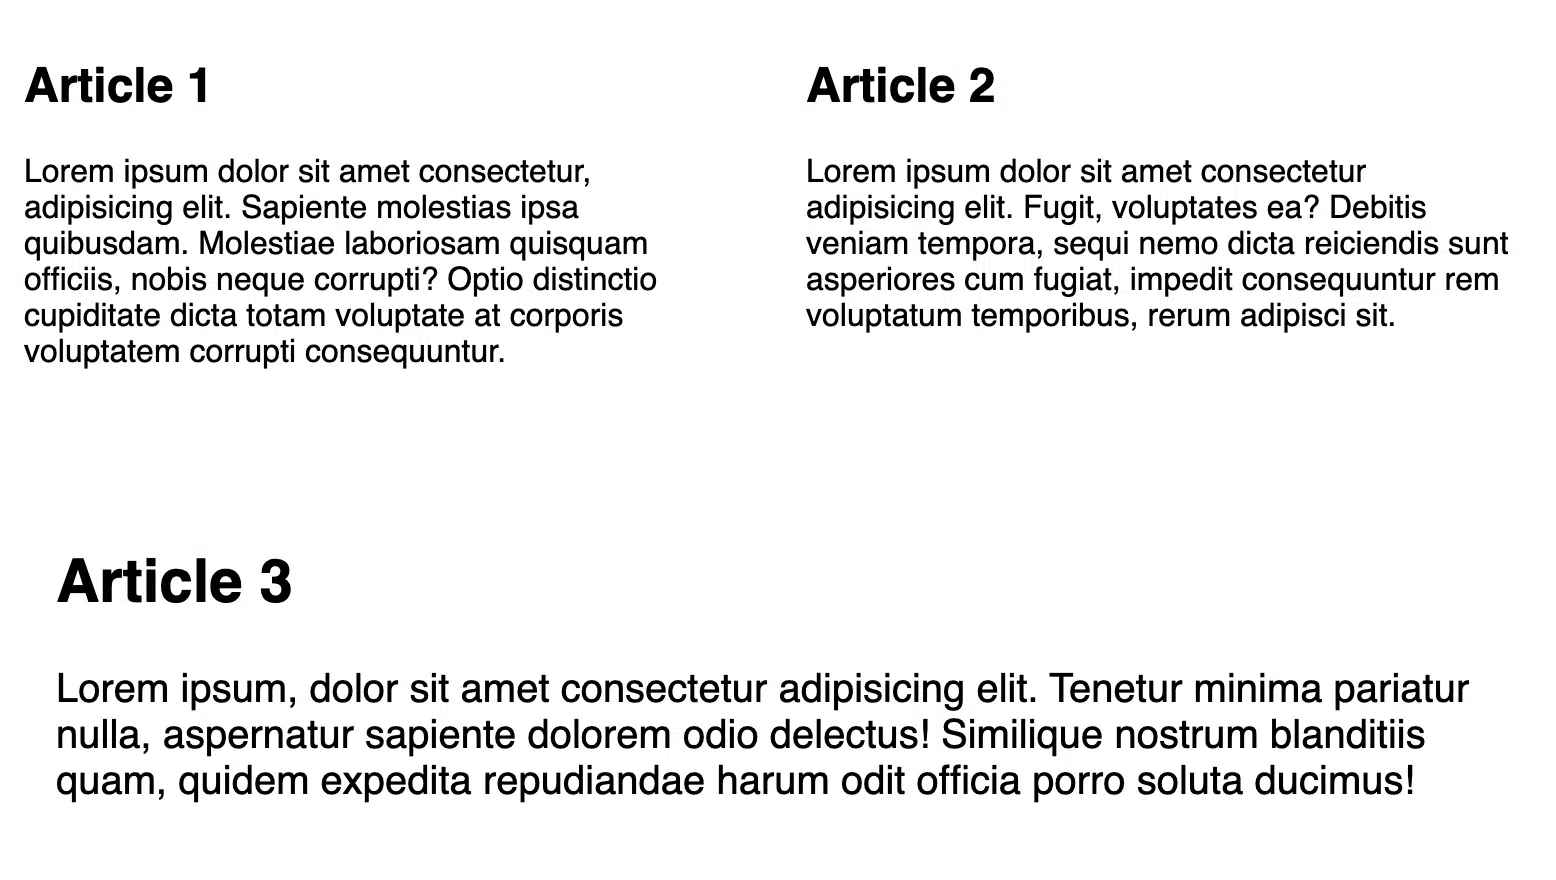 Article 1
Lorem ipsum dolor sit amet consectetur,
adipisicing elit. Sapiente molestias ipsa
quibusdam. Molestiae laboriosam quisquam
officiis, nobis neque corrupti? Optio distinctio
cupiditate dicta totam voluptate at corporis
voluptatem corrupti consequuntur.
Article 2
Lorem ipsum dolor sit amet consectetur
adipisicing elit. Fugit, voluptates ea? Debitis
veniam tempora, sequi nemo dicta reiciendis sunt
asperiores cum fugiat, impedit consequuntur rem
voluptatum temporibus, rerum adipisci sit.
Article 3
Lorem ipsum, dolor sit amet consectetur adipisicing elit. Tenetur minima pariatur
nulla, aspernatur sapiente dolorem odio delectus! Similique nostrum blanditiis
quam, quidem expedita repudiandae harum odit officia porro soluta ducimus!